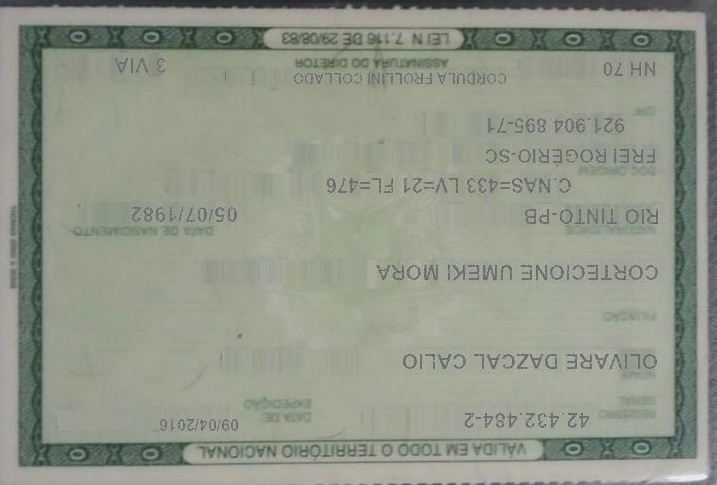 VÁLIDA EM TODO O TERRITÓRIO NACIONAL
REGISTRO GERAL 42.432.484-2 DATA DE EXPEDIÇÃO 09/04/2016
NOME OLIVARE DAZCAL CALIO
FILIAÇÃO
CORTECIONE UMEKI MORA
NATURALIDADE DATA DE NASCIMENTO
RIO TINTO-PB 05/07/1982
C.NAS=433 LV=21 FL=476
DOC.ORIGEM
FREI ROGÉRIO-SC
CPF
921.904.895-71
NH 70 CORDULA FROLLINI COLLADO 3 VIA
ASSINATURA DO DIRETOR
LEI N 7.116 DE 29/08/83